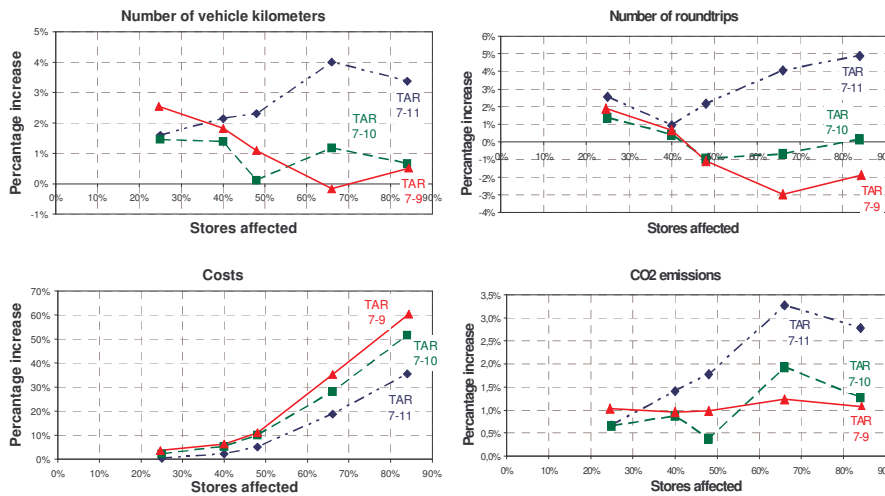 Number of vehicle kilometers
5%
4%
3%
2%
1%
0%
-1%
0% 10% 20% 30% 40% 50% 60% 70% 80% 90%
Percentage increase
Stores affected
TAR
7-11
TAR
7-10
TAR
7-9
Number of roundtrips
6%
5%
4%
3%
2%
1%
0%
-1%
-2%
-3%
-4%
0% 10% 20% 30% 40% 50% 60% 70% 80% 90%
Percentage increase
Stores affected
TAR
7-11
TAR
7-10
TAR
7-9
Costs
70%
60%
50%
40%
30%
20%
10%
0%
0% 10% 20% 30% 40% 50% 60% 70% 80% 90%
Percentage increase
Stores affected
TAR
7-9
TAR
7-10
TAR
7-11
CO2 emissions
3,5%
3,0%
2,5%
2,0%
1,5%
1,0%
0,5%
0,0%
0% 10% 20% 30% 40% 50% 60% 70% 80% 90%
Percentage increase
Stores affected
TAR
7-11
TAR
7-10
TAR
7-9